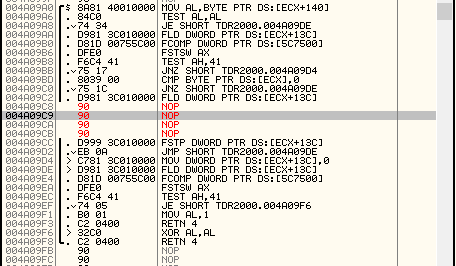 004A09A0 $ 8A81 40010000 MOV AL,BYTE PTR DS:[ECX+140]
004A09A6 . 84C0 TEST AL,AL
004A09A8 .v74 34 JE SHORT TDR2000.004A09DE
004A09AA . D981 3C010000 FLD DWORD PTR DS:[ECX+13C]
004A09B0 . D81D 00755C00 FCOMP DWORD PTR DS:[5C7500]
004A09B6 . DFE0 FSTSW AX
004A09B8 . F6C4 41 TEST AH,41
004A09BB .v75 17 JNZ SHORT TDR2000.004A09D4
004A09BD . 8039 00 CMP BYTE PTR DS:[ECX],0
004A09C0 .v75 1C JNZ SHORT TDR2000.004A09DE
004A09C2 . D981 3C010000 FLD DWORD PTR DS:[ECX+13C]
004A09C8 90 NOP
004A09C9 90 NOP
004A09CA 90 NOP
004A09CB 90 NOP
004A09CC . D999 3C010000 FSTP DWORD PTR DS:[ECX+13C]
004A09D2 .vEB 0A JMP SHORT TDR2000.004A09DE
004A09D4 > C781 3C010000 MOV DWORD PTR DS:[ECX+13C],0
004A09DE > D981 3C010000 FLD DWORD PTR DS:[ECX+13C]
004A09E4 . D81D 00755C00 FCOMP DWORD PTR DS:[5C7500]
004A09EA . DFE0 FSTSW AX
004A09EC . F6C4 41 TEST AH,41
004A09EF .v74 05 JE SHORT TDR2000.004A09F6
004A09F1 . B0 01 MOV AL,1
004A09F3 . C2 0400 RETN 4
004A09F6 > 32C0 XOR AL,AL
004A09F8 . C2 0400 RETN 4
004A09FB 90 NOP
004A09FC 90 NOP